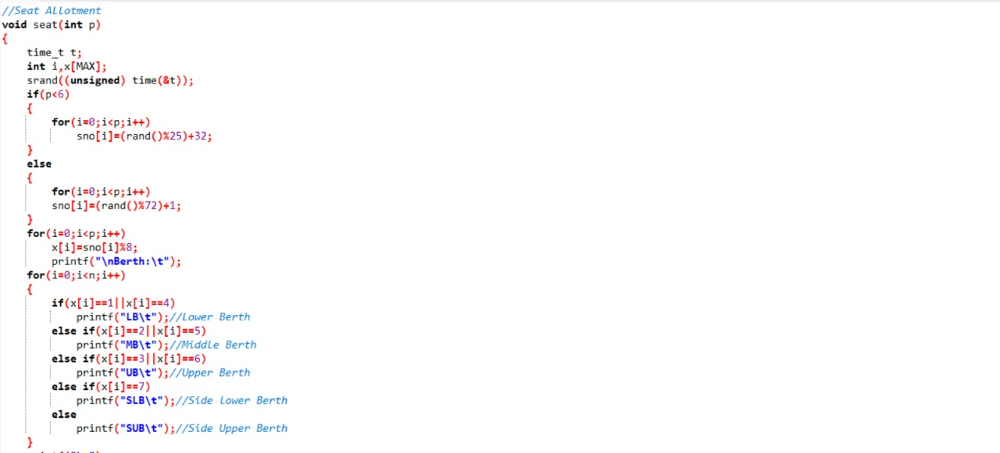 //Seat Allotment
void seat(int p)
{
    time_t t;
    int i,x[MAX];
    srand((unsigned) time(&t));
    if(p<6)
    {
        for(i=0;i<p;i++)
            sno[i]=(rand()%25)+32;
    }
    else
    {
        for(i=0;i<p;i++)
        sno[i]=(rand()%72)+1;
    }
    for(i=0;i<p;i++)
        x[i]=sno[i]%8;
        printf("\nBerth:\t");
    for(i=0;i<n;i++)
    {
        if(x[i]==1||x[i]==4)
            printf("LB\t");//Lower Berth
        else if(x[i]==2||x[i]==5)
            printf("MB\t");//Middle Berth
        else if(x[i]==3||x[i]==6)
            printf("UB\t");//Upper Berth
        else if(x[i]==7)
            printf("SLB\t");//Side Lower Berth
        else
            printf("SUB\t");//Side Upper Berth
    }